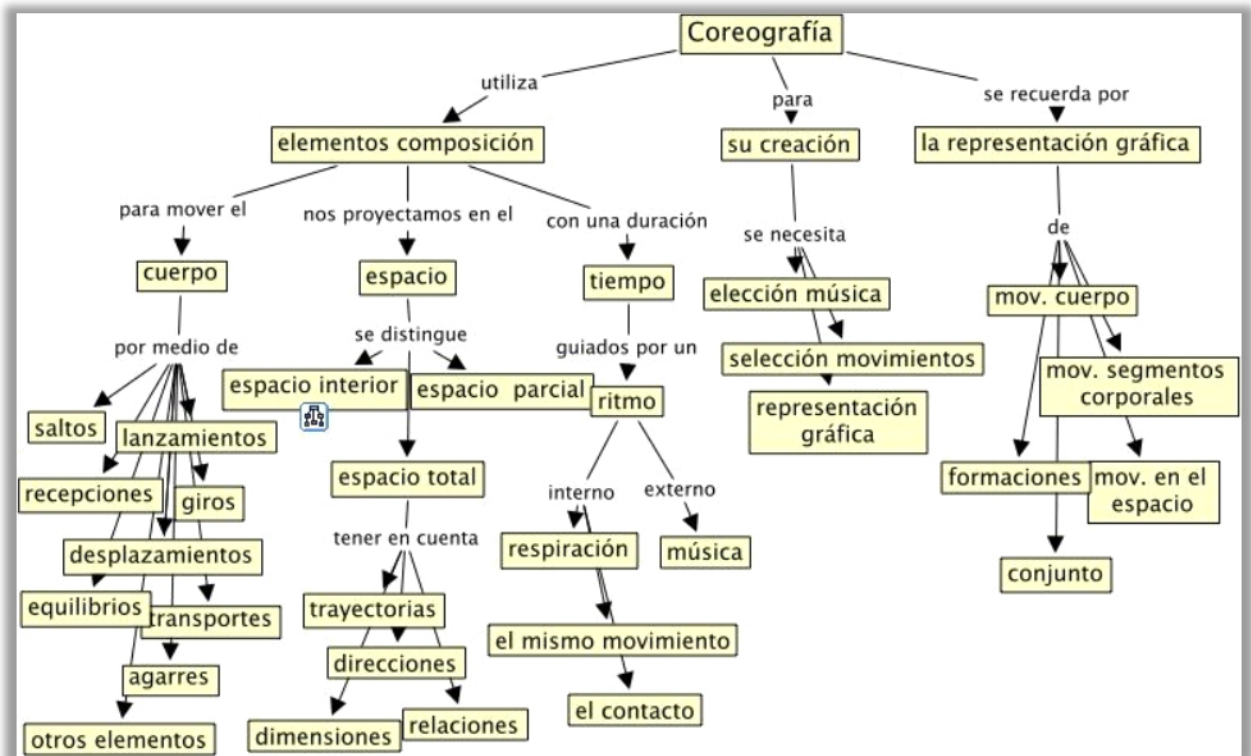 Coreografía
utiliza
para
se recuerda por
elementos composición
su creación
la representación gráfica
para mover el
nos proyectamos en el
con una duración
se necesita
de
cuerpo
espacio
tiempo
elección música
mov. cuerpo
por medio de
se distingue
guiados por un
selección movimientos
mov. segmentos
corporales
espacio interior
espacio parcial
ritmo
representación
gráfica
saltos
lanzamientos
espacio total
interno
externo
formaciones
mov. en el
espacio
recepciones
giros
tener en cuenta
respiración
música
desplazamientos
conjunto
equilibrios
transportes
trayectorias
el mismo movimiento
direcciones
agarres
el contacto
otros elementos
dimensiones
relaciones